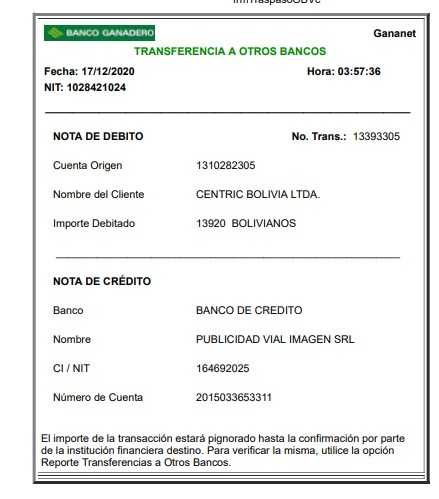 BANCO GANADERO
Gananet
TRANSFERENCIA A OTROS BANCOS
Fecha: 17/12/2020 Hora: 03:57:36
NIT: 1028421024
NOTA DE DEBITO No. Trans.: 13393305
Cuenta Origen 1310282305
Nombre del Cliente CENTRIC BOLIVIA LTDA.
Importe Debitado 13920 BOLIVIANOS
NOTA DE CRÉDITO
Banco BANCO DE CREDITO
Nombre PUBLICIDAD VIAL IMAGEN SRL
CI / NIT 164692025
Número de Cuenta 2015033653311
El importe de la transacción estará pignorado hasta la confirmación por parte
de la institución financiera destino. Para verificar la misma, utilice la opción
Reporte Transferencias a Otros Bancos.